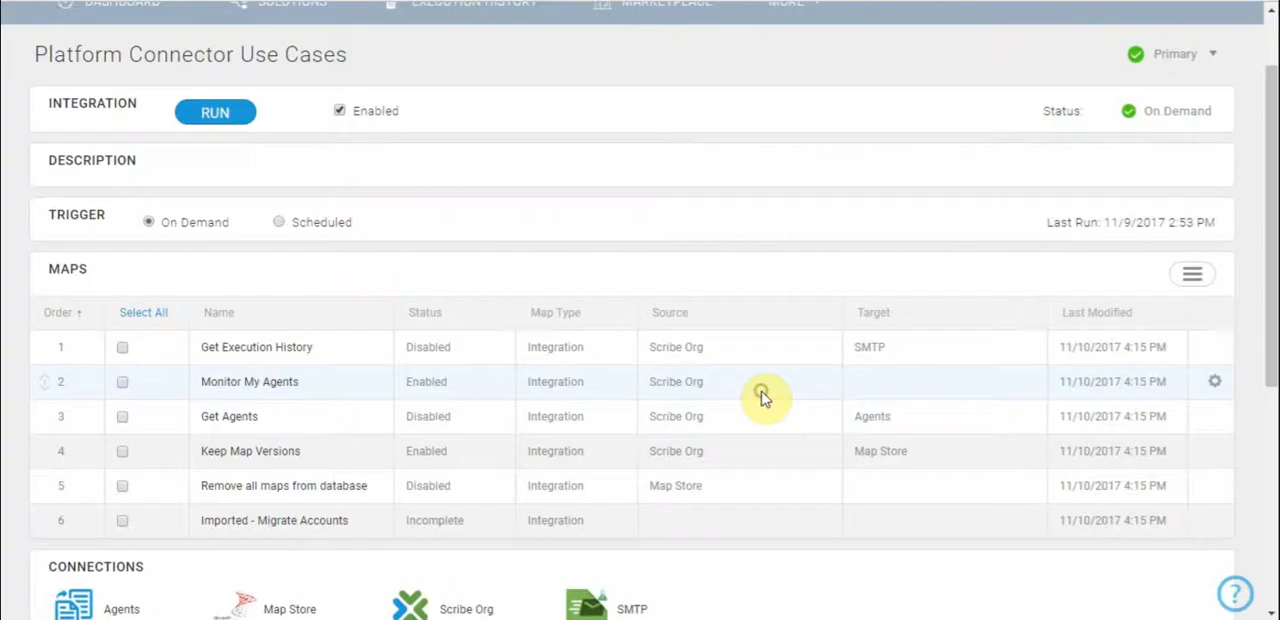 DASHBOARD SOLUTIONS EXECUTION HISTORY MARKETPLACE MORE
Platform Connector Use Cases Primary
INTEGRATION RUN Enabled Status: On Demand
DESCRIPTION
TRIGGER On Demand Scheduled Last Run: 11/9/2017 2:53 PM
MAPS
Order ↑ Select All Name Status Map Type Source Target Last Modified
1 Get Execution History Disabled Integration Scribe Org SMTP 11/10/2017 4:15 PM
2 Monitor My Agents Enabled Integration Scribe Org 11/10/2017 4:15 PM
3 Get Agents Disabled Integration Scribe Org Agents 11/10/2017 4:15 PM
4 Keep Map Versions Enabled Integration Scribe Org Map Store 11/10/2017 4:15 PM
5 Remove all maps from database Disabled Integration Map Store 11/10/2017 4:15 PM
6 Imported - Migrate Accounts Incomplete Integration 11/10/2017 4:15 PM
CONNECTIONS
Agents Map Store Scribe Org SMTP
?